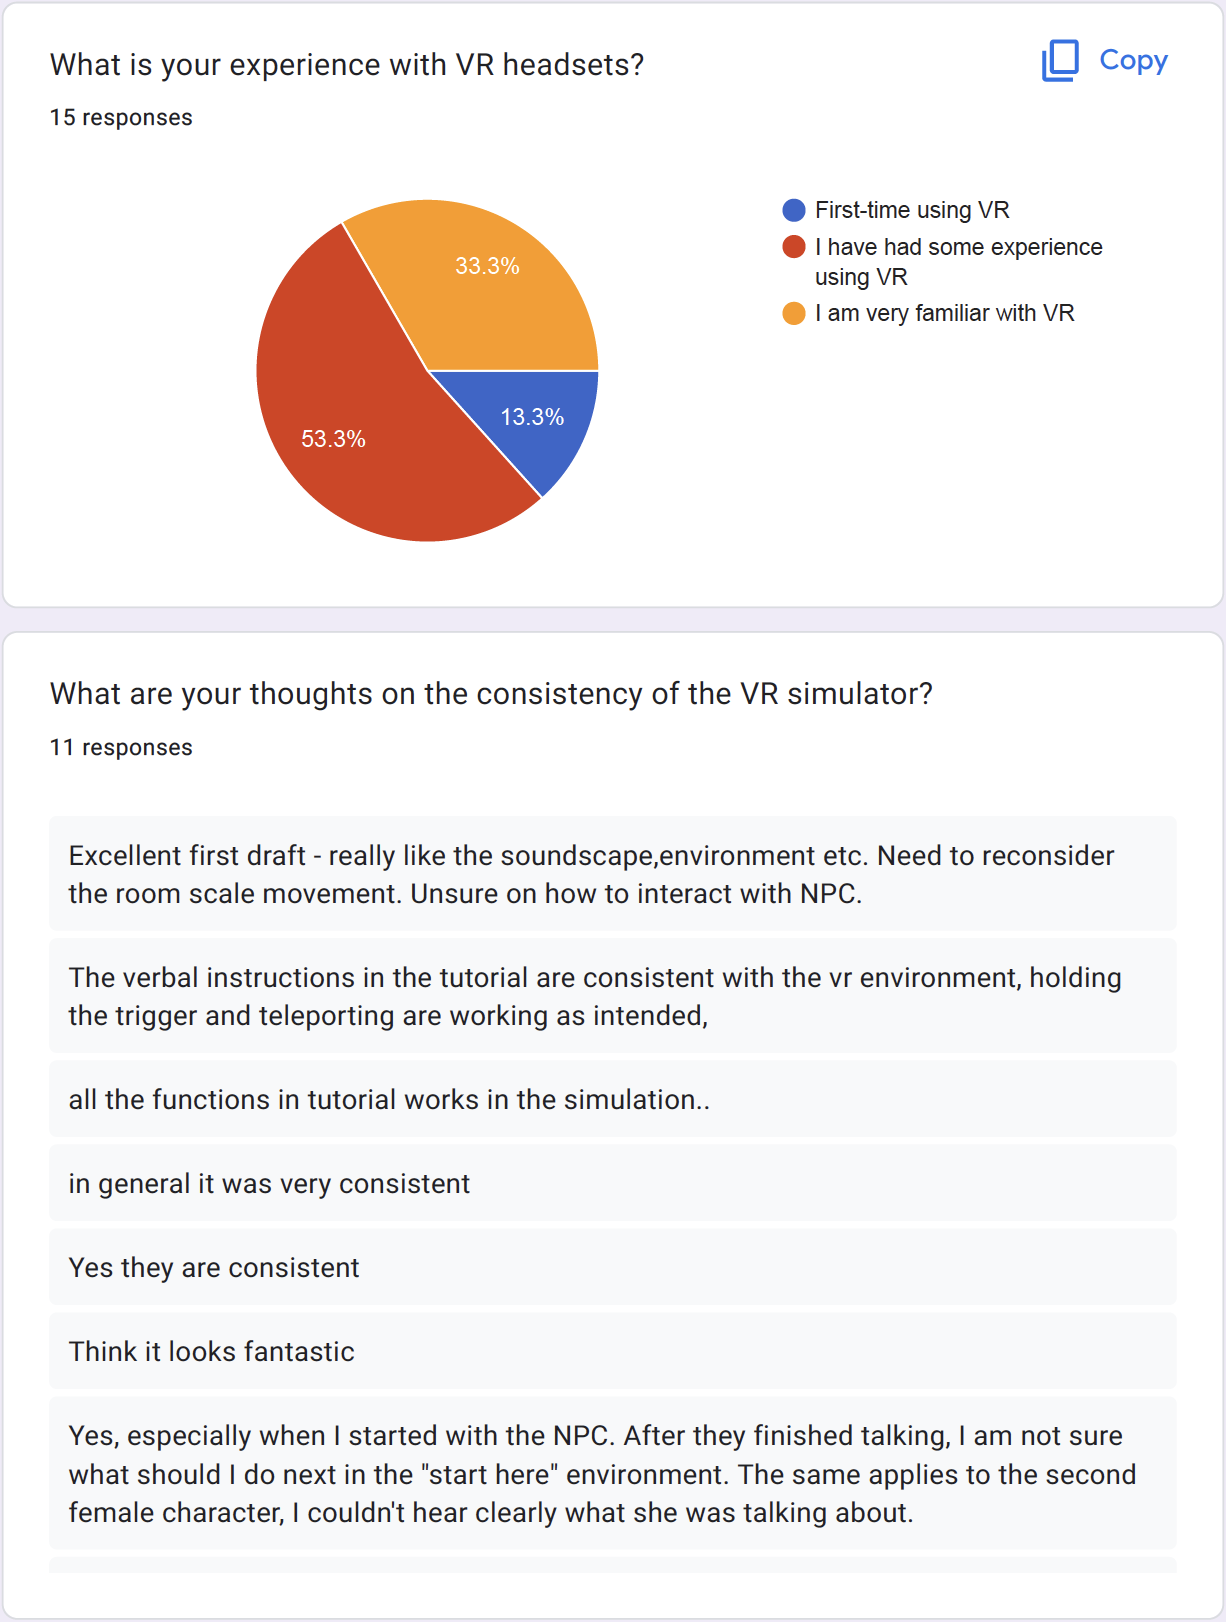 What is your experience with VR headsets?
Copy
15 responses
First-time using VR
I have had some experience
using VR
I am very familiar with VR
33.3%
13.3%
53.3%
What are your thoughts on the consistency of the VR simulator?
11 responses
Excellent first draft - really like the soundscape,environment etc. Need to reconsider
the room scale movement. Unsure on how to interact with NPC.
The verbal instructions in the tutorial are consistent with the vr environment, holding
the trigger and teleporting are working as intended,
all the functions in tutorial works in the simulation..
in general it was very consistent
Yes they are consistent
Think it looks fantastic
Yes, especially when I started with the NPC. After they finished talking, I am not sure
what should I do next in the "start here" environment. The same applies to the second
female character, I couldn't hear clearly what she was talking about.